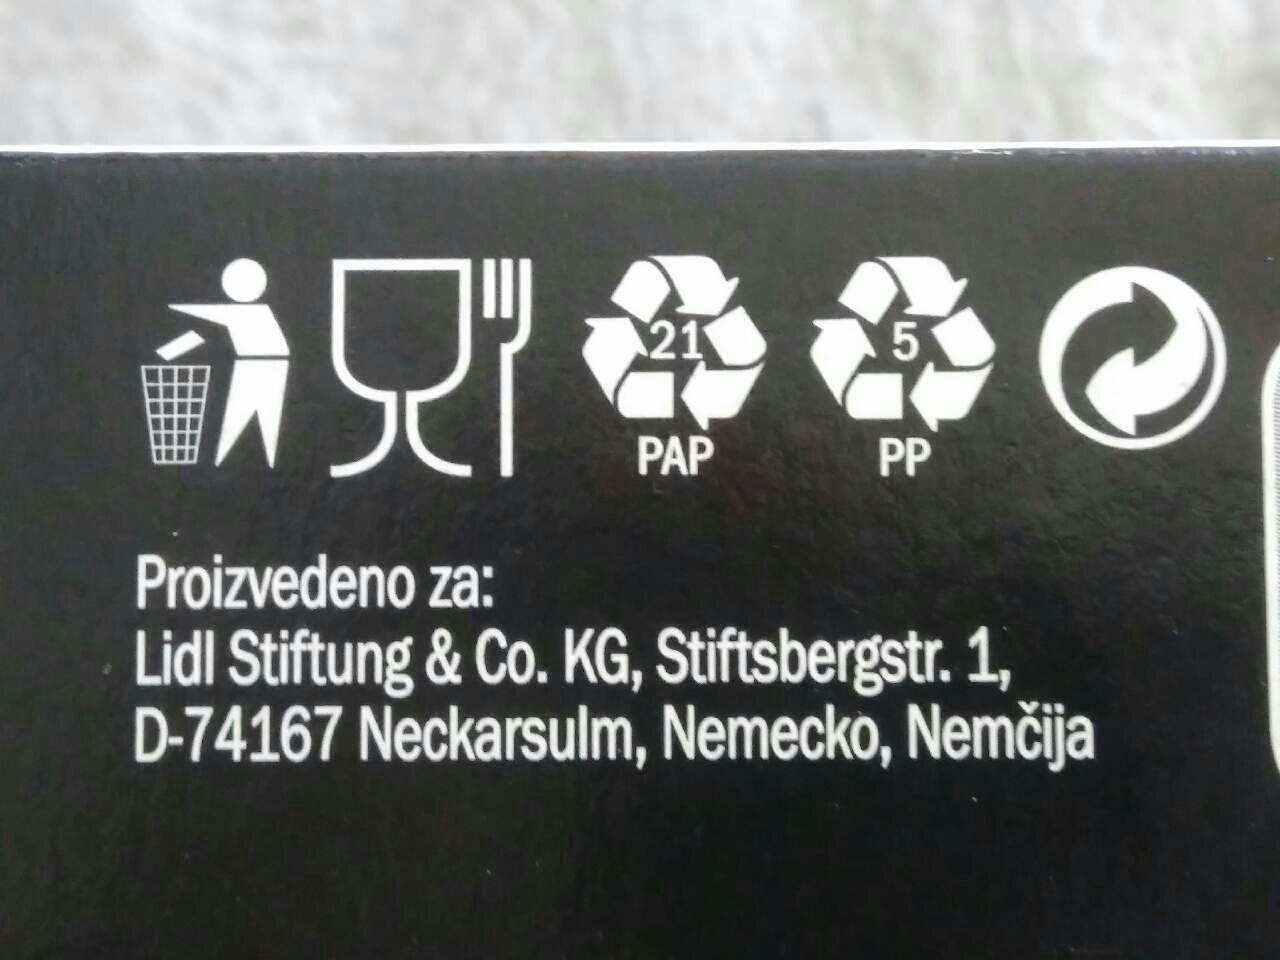 21 5
PAP PP
Proizvedeno za:
Lidl Stiftung & Co. KG, Stiftsbergstr. 1,
D-74167 Neckarsulm, Nemecko, Nemčija